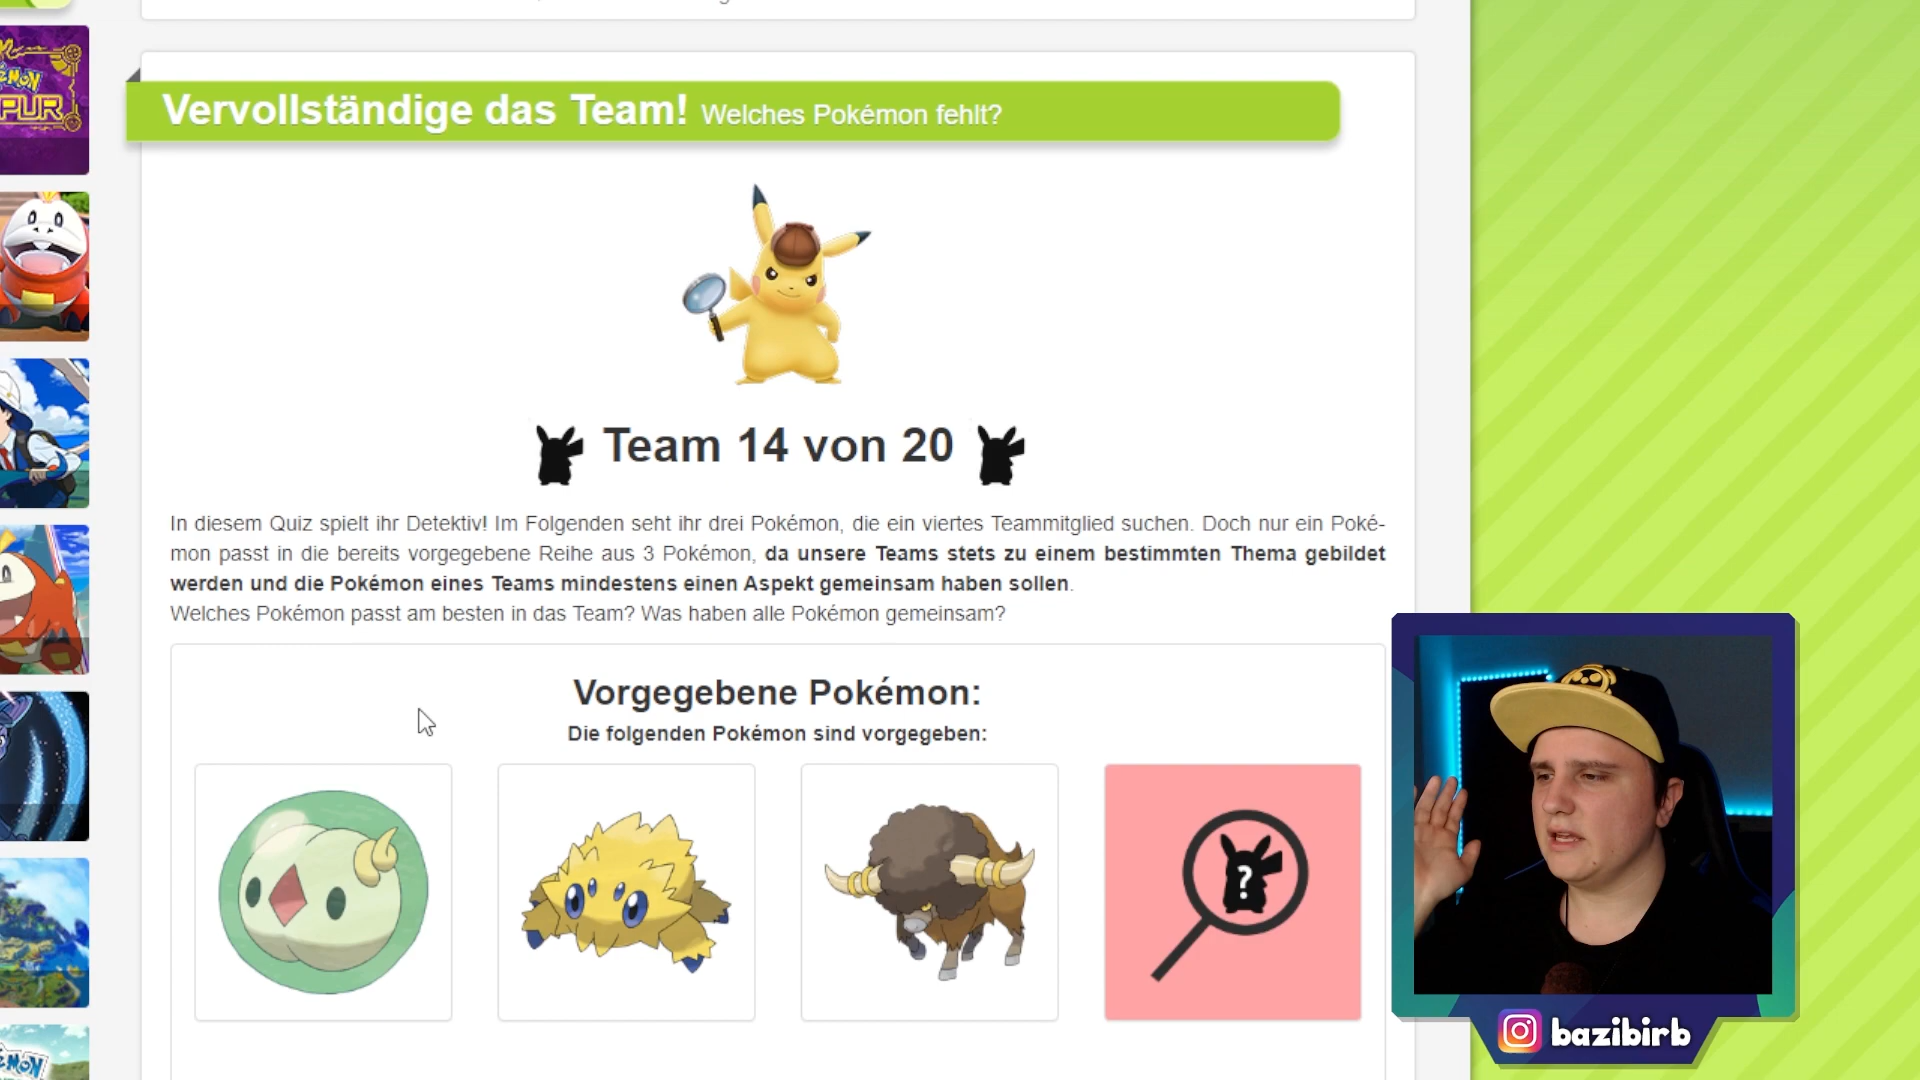 Vervollständige das Team! Welches Pokémon fehlt?
Team 14 von 20
In diesem Quiz spielt ihr Detektiv! Im Folgenden seht ihr drei Pokémon, die ein viertes Teammitglied suchen. Doch nur ein Poké-
mon passt in die bereits vorgegebene Reihe aus 3 Pokémon, da unsere Teams stets zu einem bestimmten Thema gebildet
werden und die Pokémon eines Teams mindestens einen Aspekt gemeinsam haben sollen.
Welches Pokémon passt am besten in das Team? Was haben alle Pokémon gemeinsam?
Vorgegebene Pokémon:
Die folgenden Pokémon sind vorgegeben:
?
bazibirb